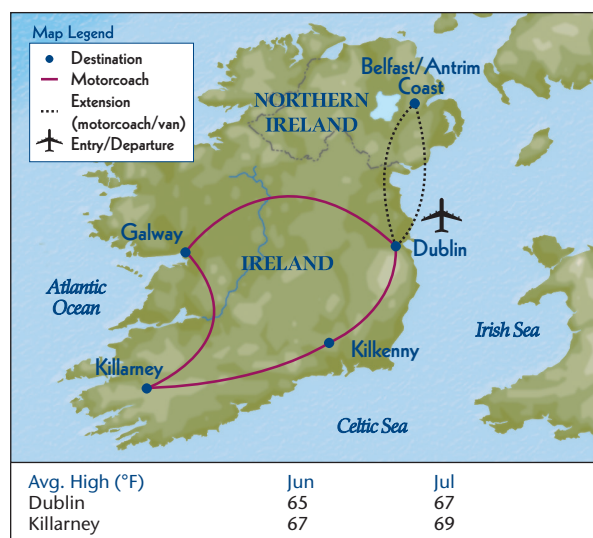 Map Legend
Destination
Motorcoach
Extension
(motorcoach/van)
Entry/Departure
Belfast/Antrim
Coast
NORTHERN
IRELAND
Galway
Dublin
IRELAND
Atlantic
Ocean
Irish Sea
Kilkenny
Killarney
Celtic Sea
Avg. High (°F) Jun Jul
Dublin 65 67
Killarney 67 69